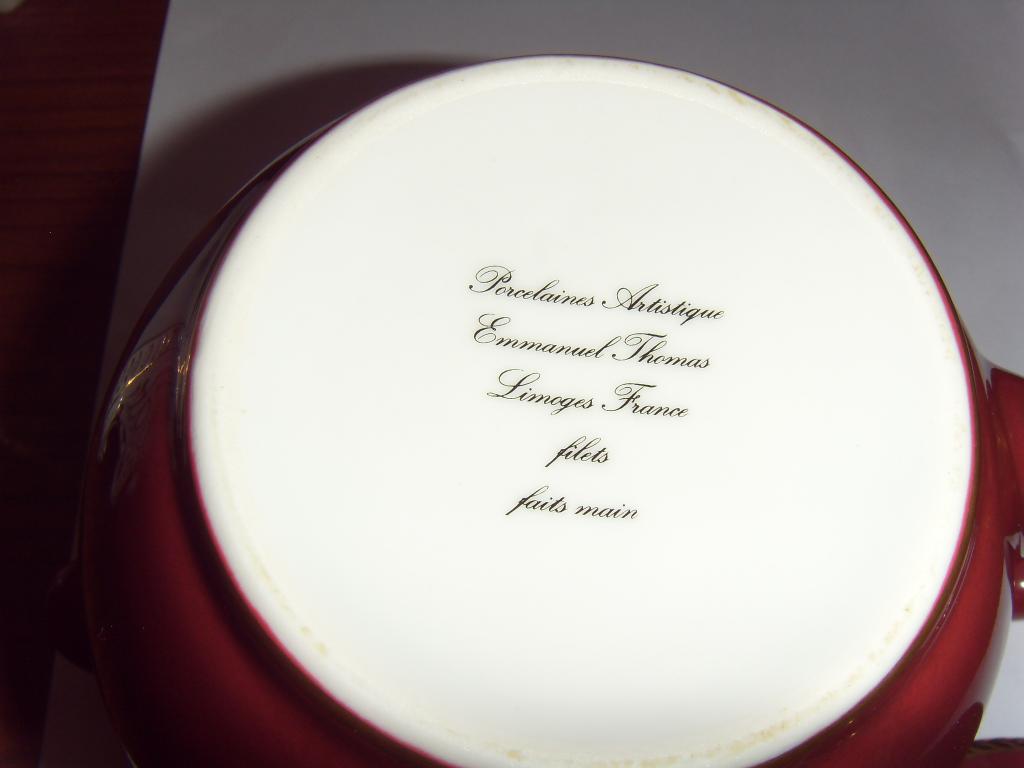 Porcelaines Artistique
Emmanuel Thomas
Limoges France
filets
faits main